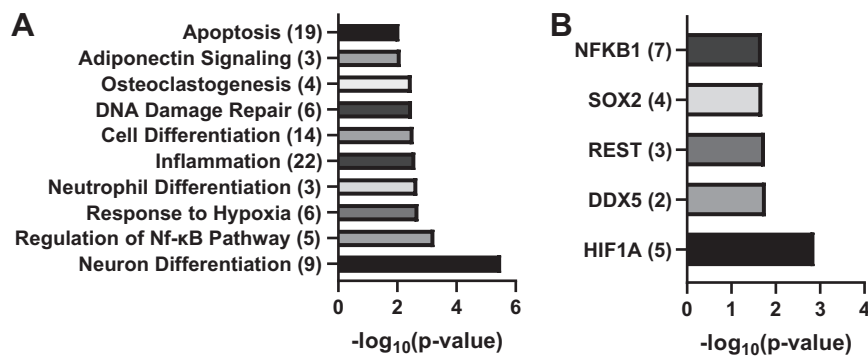 A
Apoptosis (19)
Adiponectin Signaling (3)
Osteoclastogenesis (4)
DNA Damage Repair (6)
Cell Differentiation (14)
Inflammation (22)
Neutrophil Differentiation (3)
Response to Hypoxia (6)
Regulation of Nf-κB Pathway (5)
Neuron Differentiation (9)
0 2 4 6
-log10(p-value)
B
NFKB1 (7)
SOX2 (4)
REST (3)
DDX5 (2)
HIF1A (5)
0 1 2 3 4
-log10(p-value)